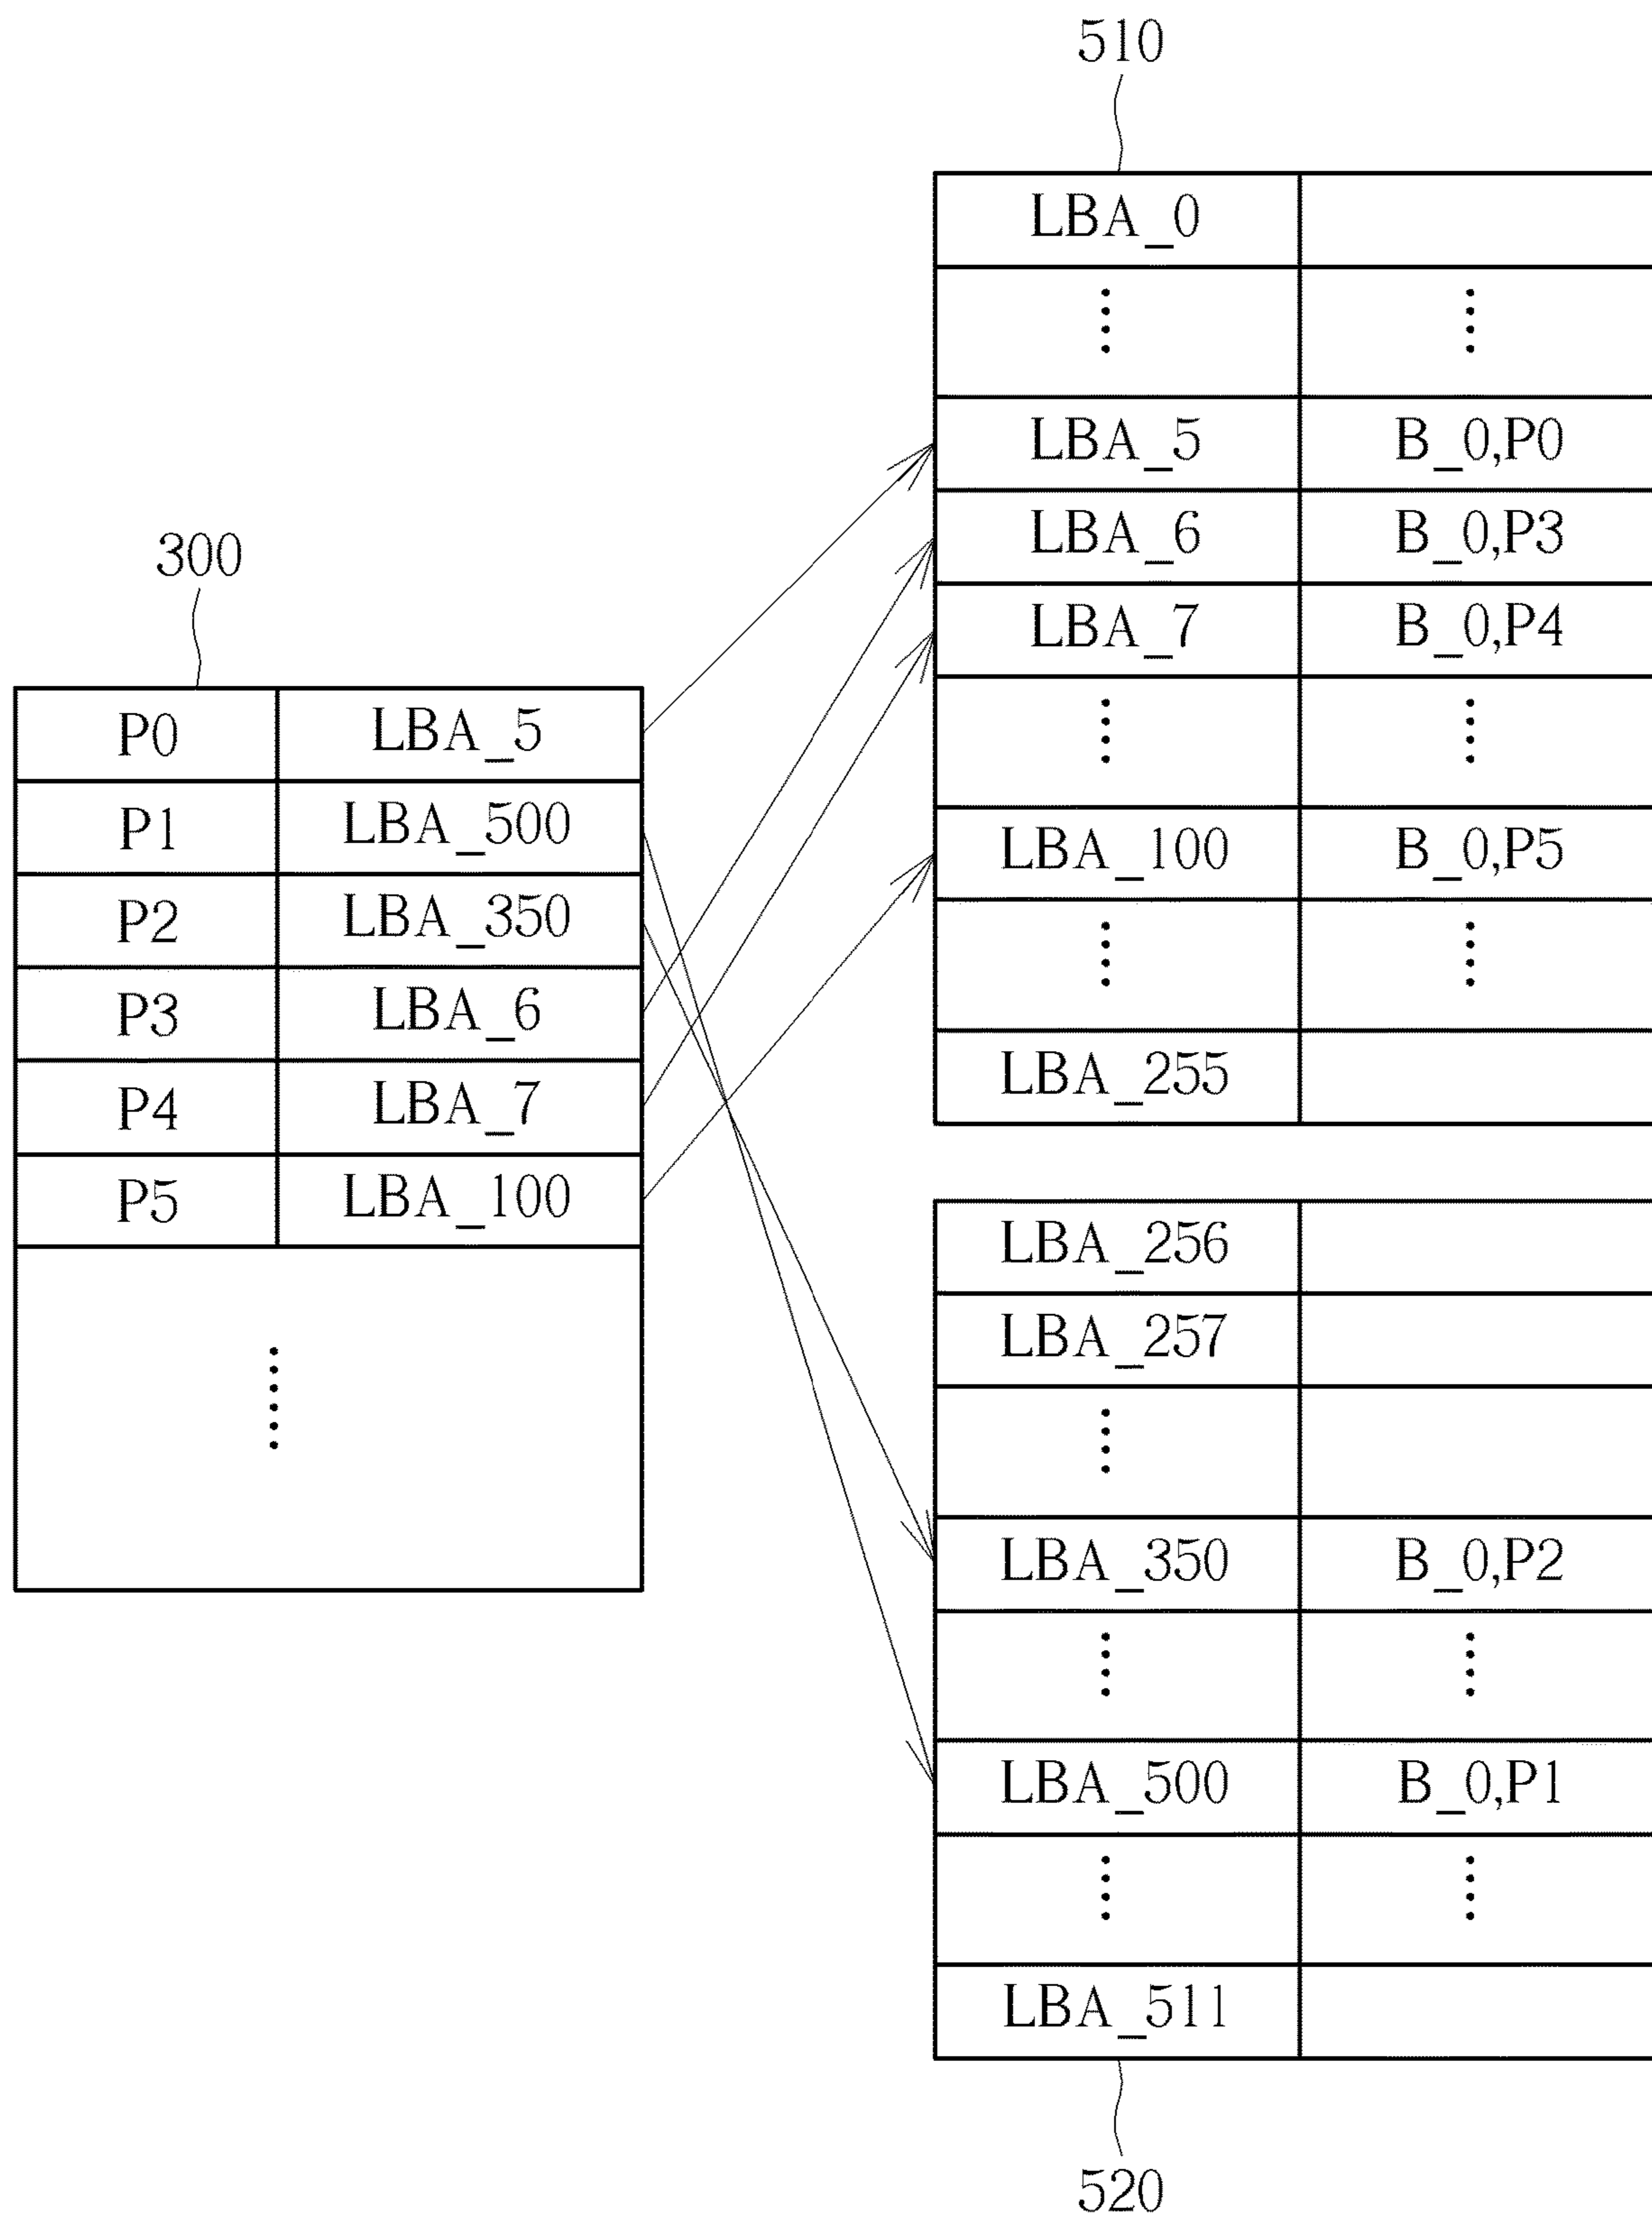 300
P0 LBA_5
P1 LBA_500
P2 LBA_350
P3 LBA_6
P4 LBA_7
P5 LBA_100
510
LBA_0
LBA_5 B_0,P0
LBA_6 B_0,P3
LBA_7 B_0,P4
LBA_100 B_0,P5
LBA_255
LBA_256
LBA_257
LBA_350 B_0,P2
LBA_500 B_0,P1
LBA_511
520